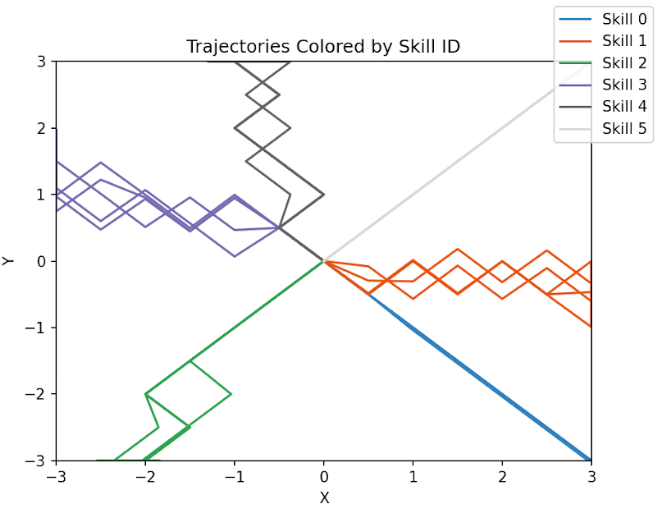 Trajectories Colored by Skill ID
Skill 0
Skill 1
Skill 2
Skill 3
Skill 4
Skill 5
3
2
1
0
−1
−2
−3
Y
−3 −2 −1 0 1 2 3
X